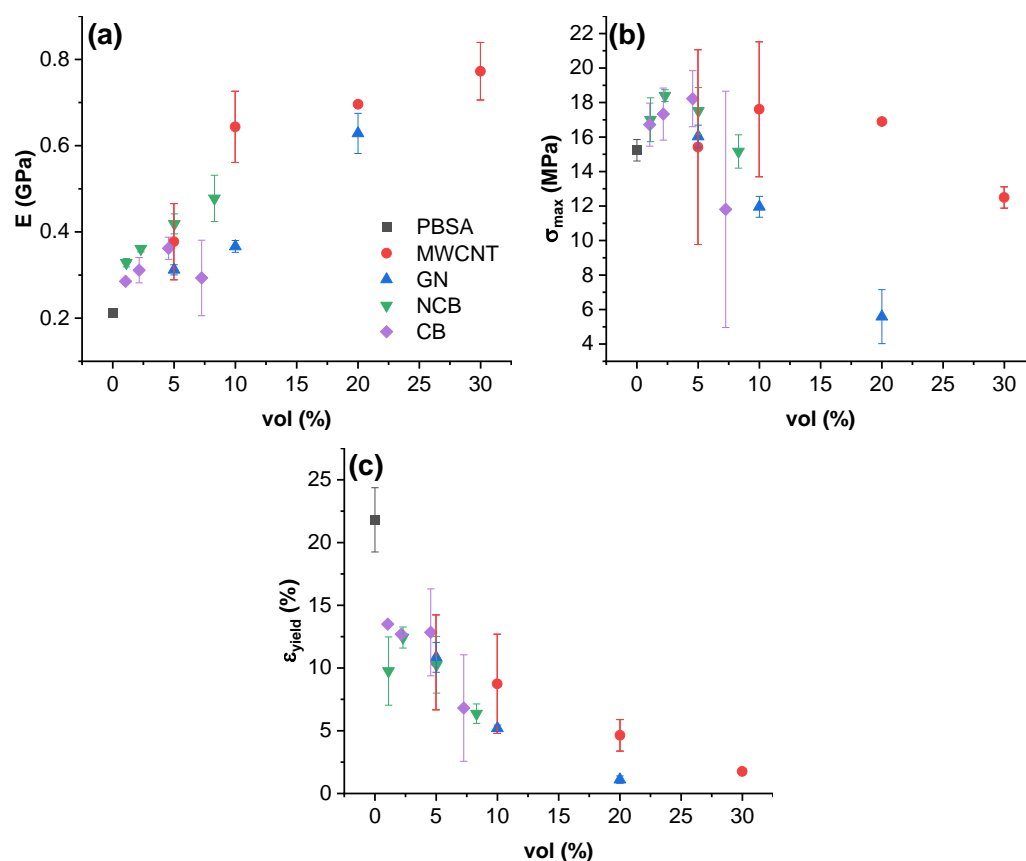 (a)
E (GPa)
0.8
0.6
0.4
0.2
0 5 10 15 20 25 30
vol (%)
PBSA
MWCNT
GN
NCB
CB
(b)
σmax (MPa)
22
20
18
16
14
12
10
8
6
4
0 5 10 15 20 25 30
vol (%)
(c)
εyield (%)
25
20
15
10
5
0
0 5 10 15 20 25 30
vol (%)